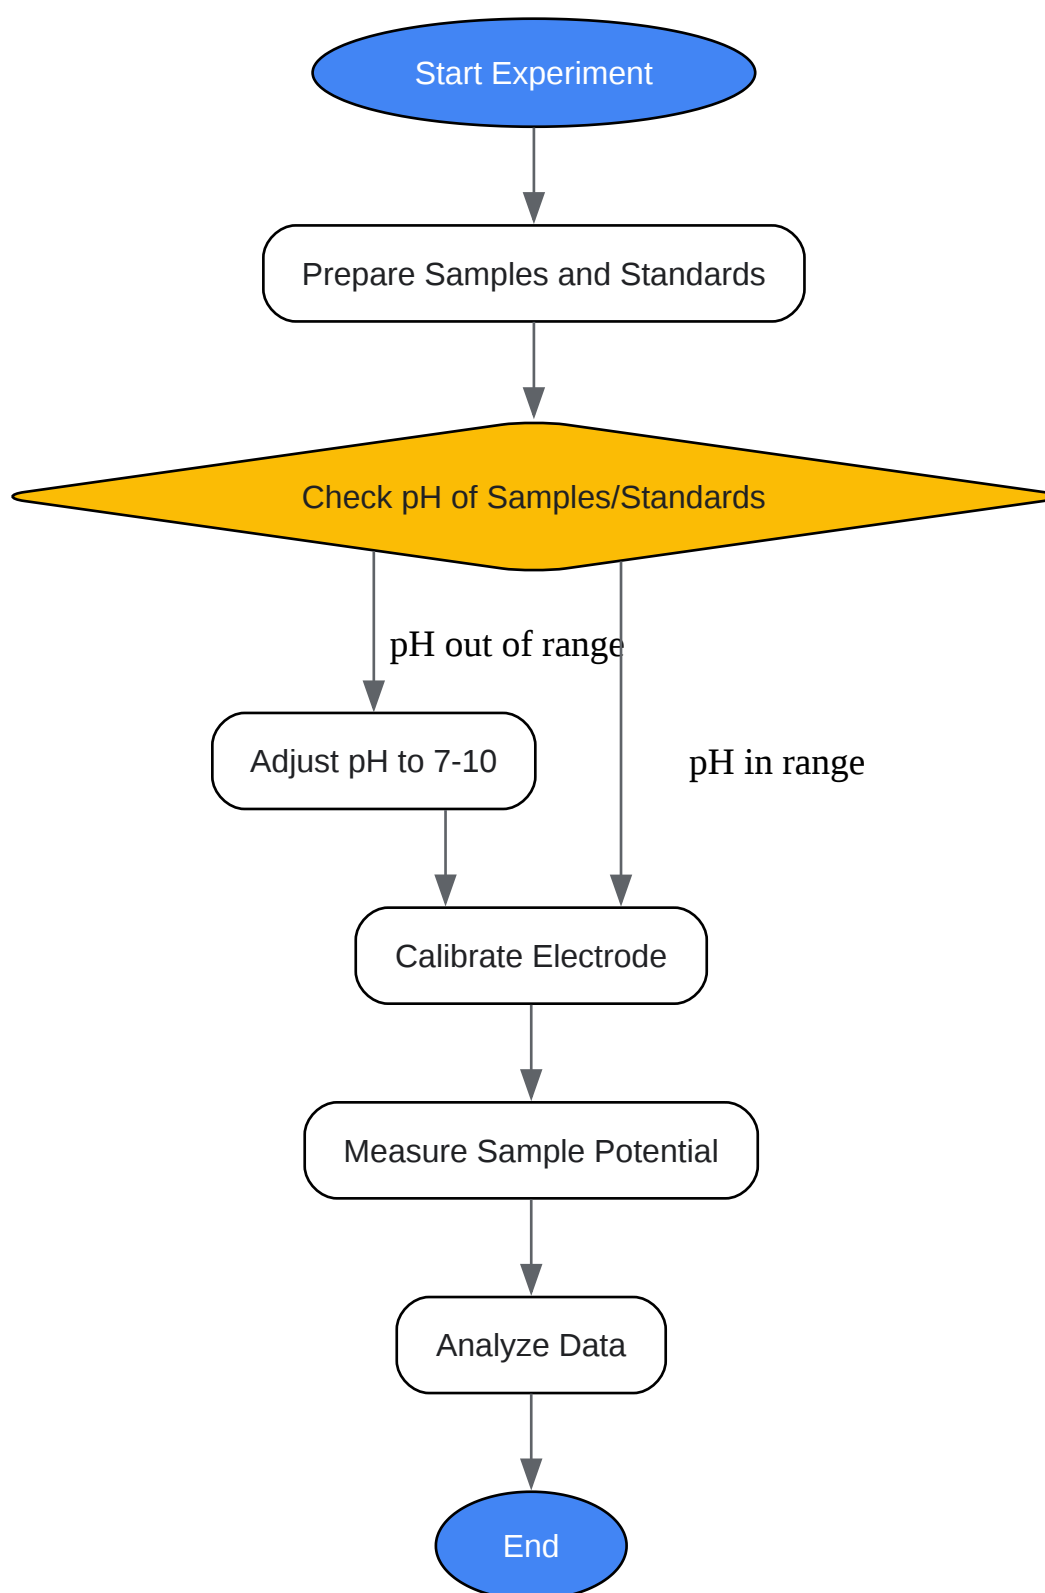 Start Experiment
Prepare Samples and Standards
Check pH of Samples/Standards
pH out of range
Adjust pH to 7-10
pH in range
Calibrate Electrode
Measure Sample Potential
Analyze Data
End